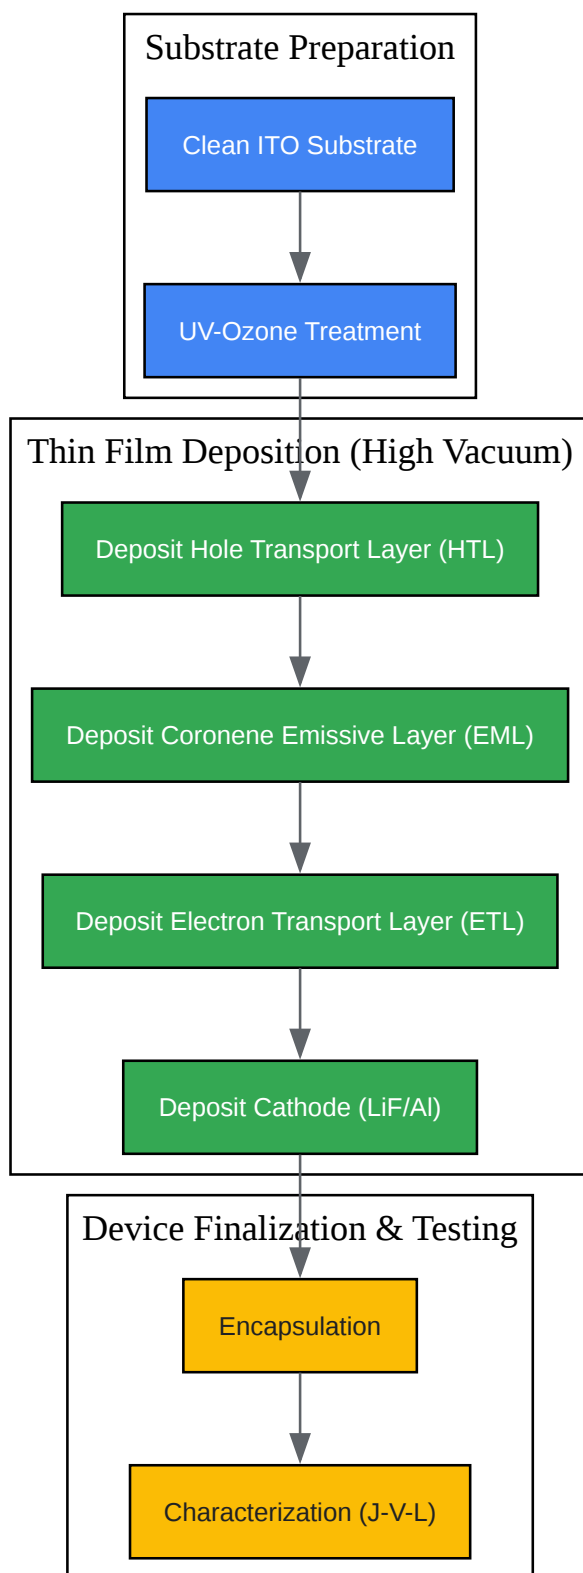 Substrate Preparation
Clean ITO Substrate
UV-Ozone Treatment
Thin Film Deposition (High Vacuum)
Deposit Hole Transport Layer (HTL)
Deposit Coronene Emissive Layer (EML)
Deposit Electron Transport Layer (ETL)
Deposit Cathode (LiF/Al)
Device Finalization & Testing
Encapsulation
Characterization (J-V-L)